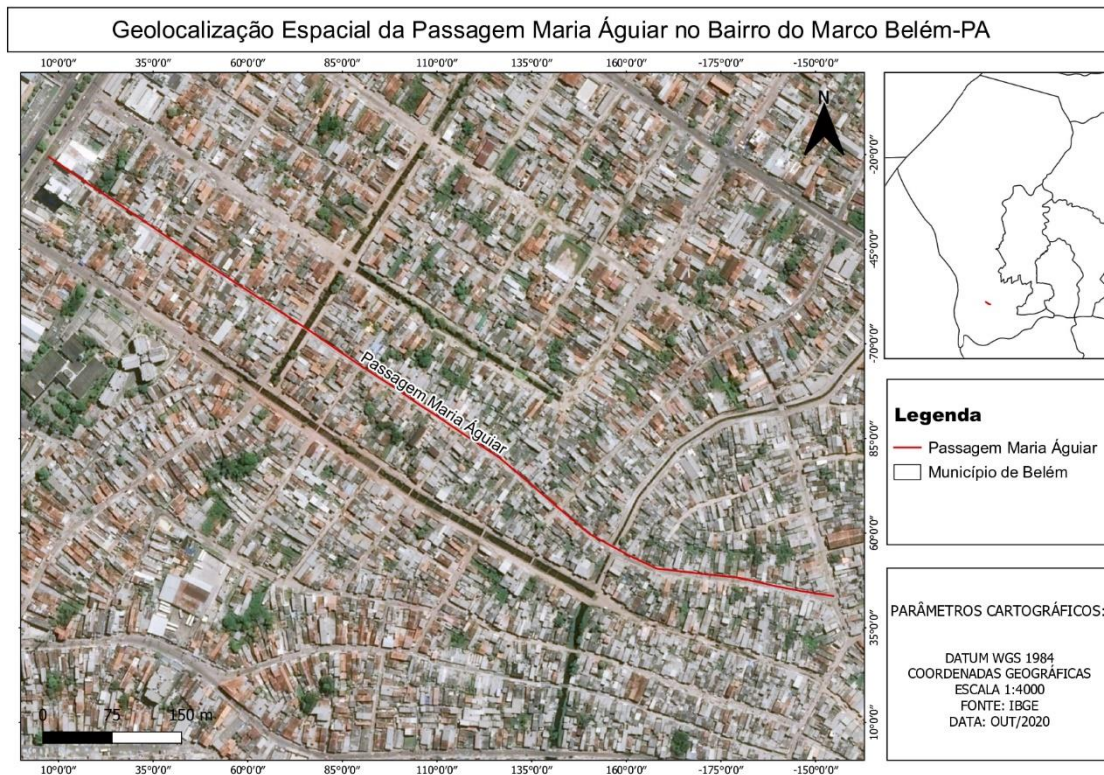 Geolocalização Espacial da Passagem Maria Águiar no Bairro do Marco Belém-PA
10°0'0" 35°0'0" 60°0'0" 85°0'0" 110°0'0" 135°0'0" 160°0'0" -175°0'0" -150°0'0"
N
-20°0'0"
-45°0'0"
-70°0'0"
-85°0'0"
-60°0'0"
-35°0'0"
-10°0'0"
Passagem Maria Águiar
0 75 150 m
10°0'0" 35°0'0" 60°0'0" 85°0'0" 110°0'0" 135°0'0" 160°0'0" -175°0'0" -150°0'0"
Legenda
Passagem Maria Águiar
Município de Belém
PARÂMETROS CARTOGRÁFICOS:
DATUM WGS 1984
COORDENADAS GEOGRÁFICAS
ESCALA 1:4000
FONTE: IBGE
DATA: OUT/2020